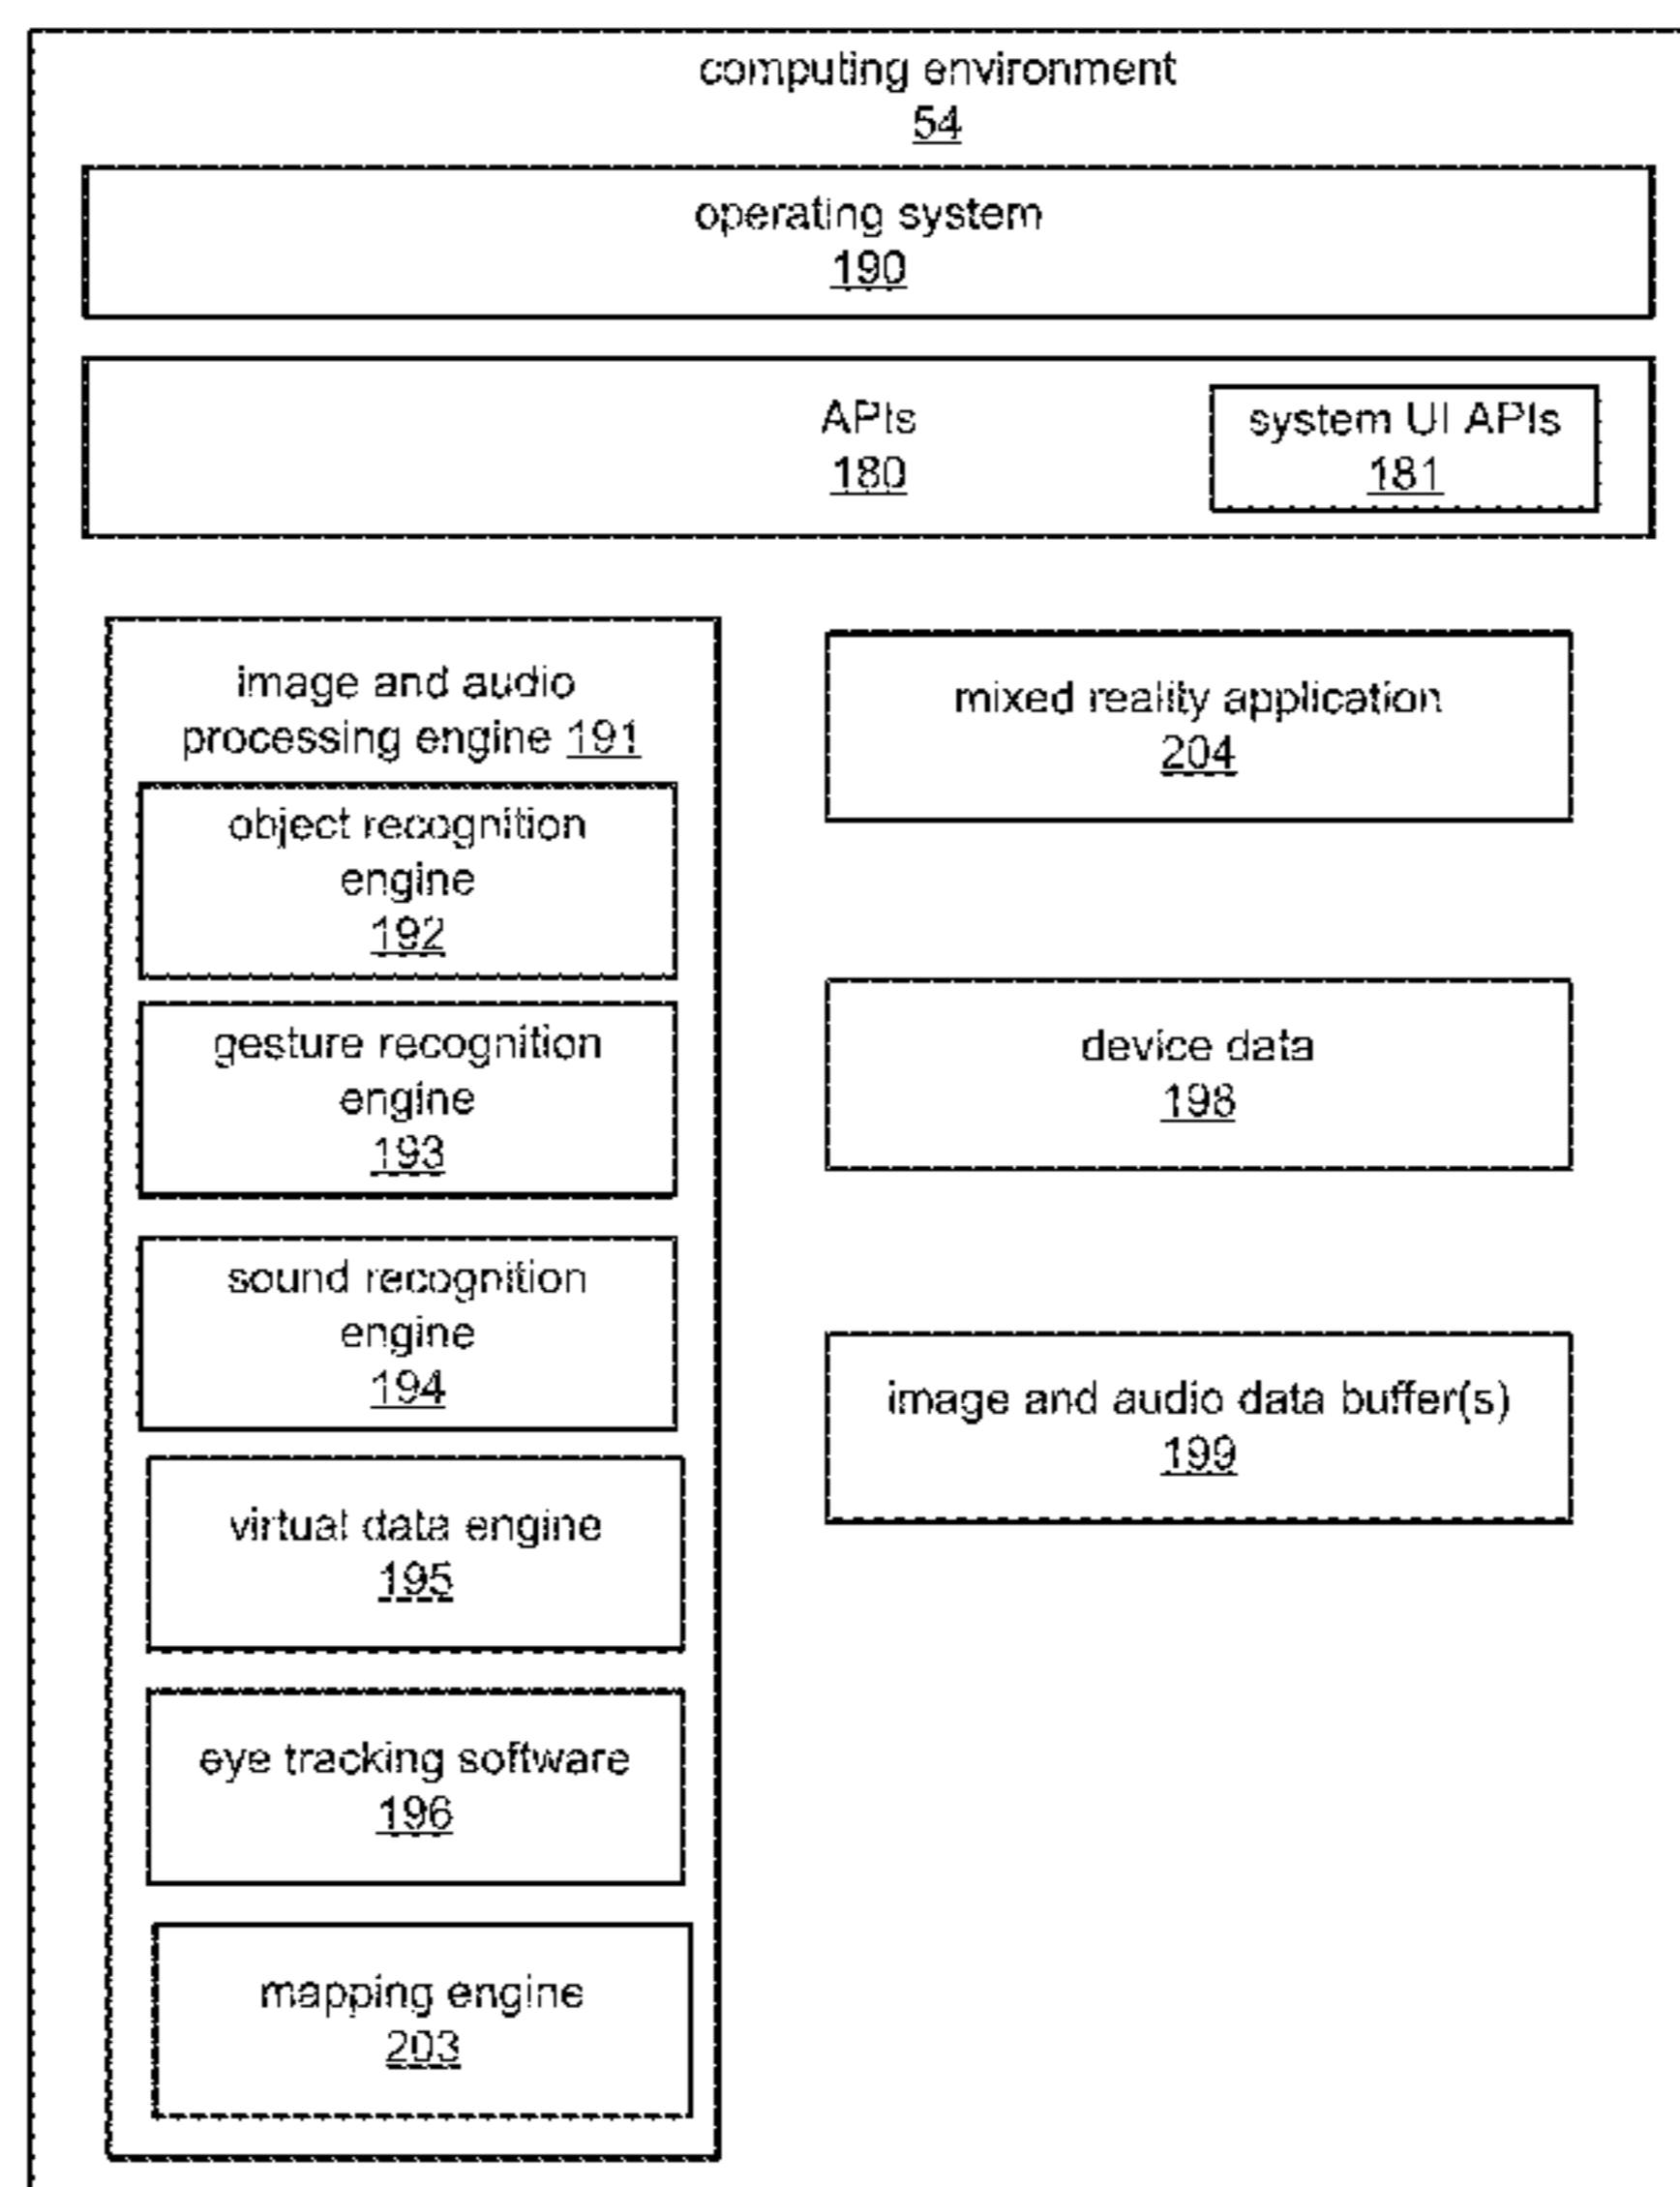 computing environment
54
operating system
190
APIs
180
system UI APIs
181
image and audio
processing engine 191
object recognition
engine
192
gesture recognition
engine
193
sound recognition
engine
194
virtual data engine
195
eye tracking software
196
mapping engine
203
mixed reality application
204
device data
198
image and audio data buffer(s)
199